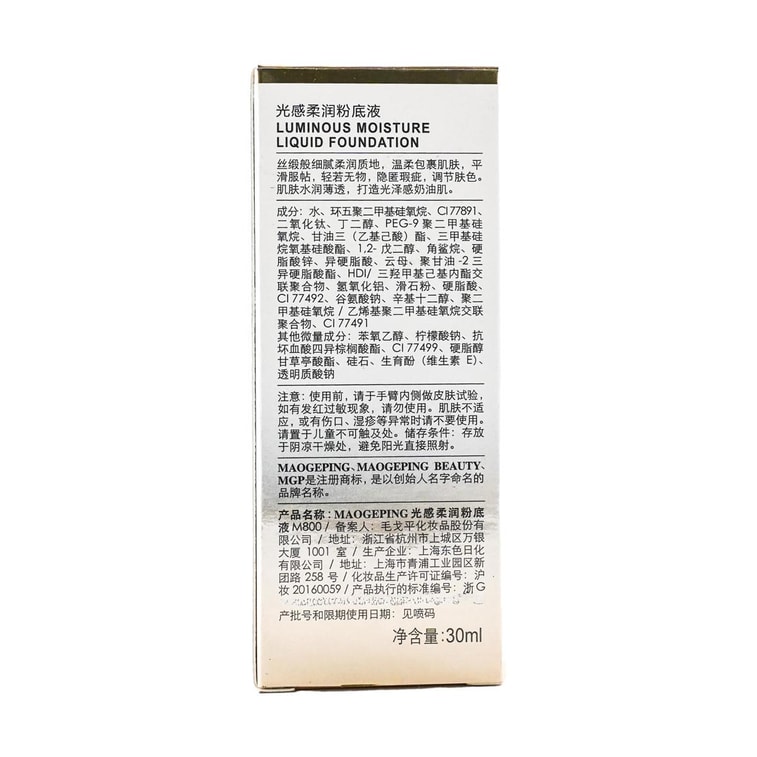 光感柔润粉底液
LUMINOUS MOISTURE
LIQUID FOUNDATION
丝缎般细腻柔润质地，温柔包裹肌肤，平
滑服帖，轻若无物，隐匿瑕疵，调节肤色。
肌肤水润薄透，打造光泽感奶油肌。
成分：水、环五聚二甲基硅氧烷、CI 77891、
二氧化钛、丁二醇、PEG-9 聚二甲基硅
氧烷、甘油三（乙基己酸）酯、三甲基硅
烷氧基硅酸酯、1,2- 戊二醇、角鲨烷、硬
脂酸锌、异硬脂酸、云母、聚甘油 -2 三
异硬脂酸酯、HDI/ 三羟甲基己基内酯交
联聚合物、氢氧化铝、滑石粉、硬脂酸、
CI 77492、谷氨酸钠、辛基十二醇、聚二
甲基硅氧烷 / 乙烯基聚二甲基硅氧烷交联
聚合物、CI 77491
其他微量成分：苯氧乙醇、柠檬酸钠、抗
坏血酸四异棕榈酸酯、CI 77499、硬脂醇
甘草亭酸酯、硅石、生育酚（维生素 E）、
透明质酸钠
注意：使用前，请于手臂内侧做皮肤试验，
如有发红过敏现象，请勿使用。肌肤不适
应，或有伤口、湿疹等异常时请不要使用。
请置于儿童不可触及处。储存条件：存放
于阴凉干燥处，避免阳光直接照射。
MAOGEPING、MAOGEPING BEAUTY、
MGP是注册商标，是以创始人名字命名的
品牌名称。
产品名称：MAOGEPING 光感柔润粉底
液 M800 / 备案人：毛戈平化妆品股份有
限公司 / 地址：浙江省杭州市上城区万银
大厦 1001 室 / 生产企业：上海东色日化
有限公司 / 地址：上海市青浦工业园区新
团路 258 号 / 化妆品生产许可证编号：沪
妆 20160059 / 产品执行的标准编号：浙 G
产批号和限期使用日期：见喷码
净含量：30ml